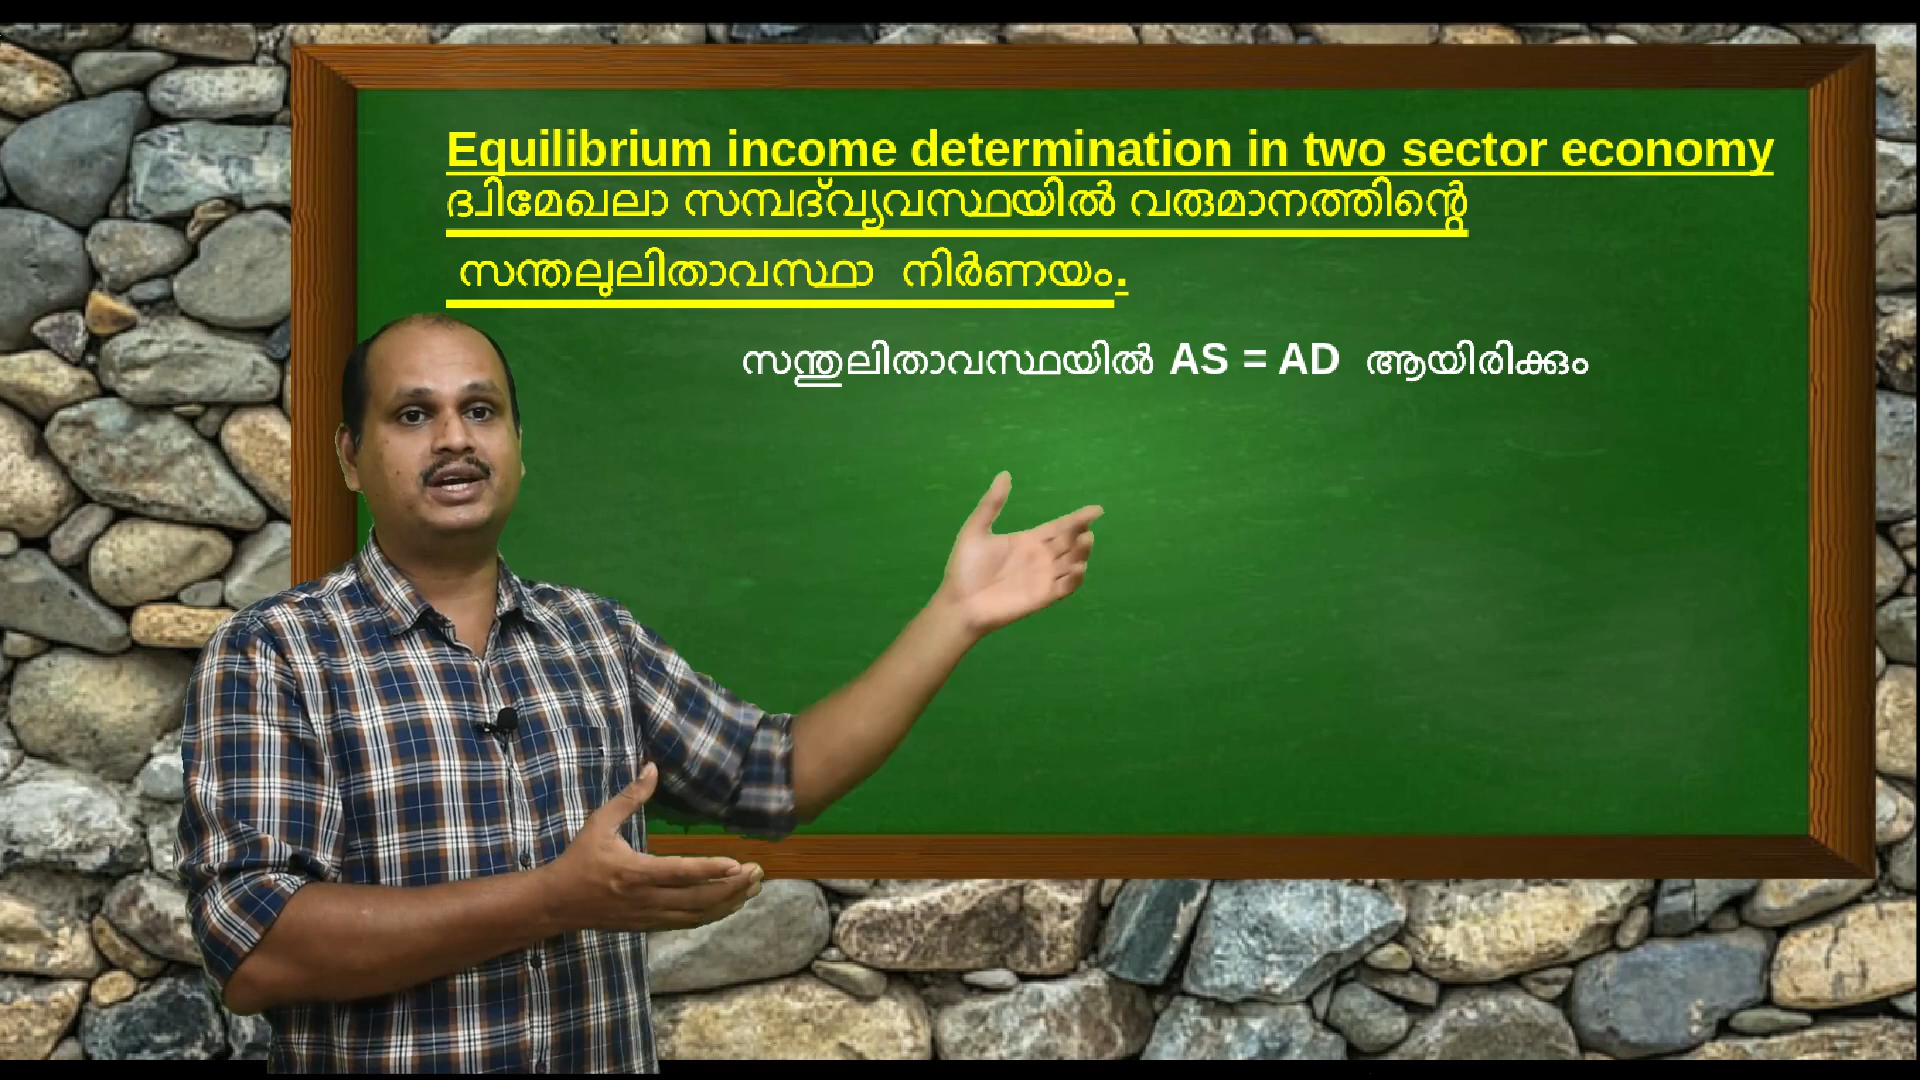 Equilibrium income determination in two sector economy
ദ്വിമേഖലാ സമ്പദ്‌വ്യവസ്ഥയിൽ വരുമാനത്തിന്റെ
സന്തലുലിതാവസ്ഥാ നിർണയം.
സന്തുലിതാവസ്ഥയിൽ AS = AD ആയിരിക്കും